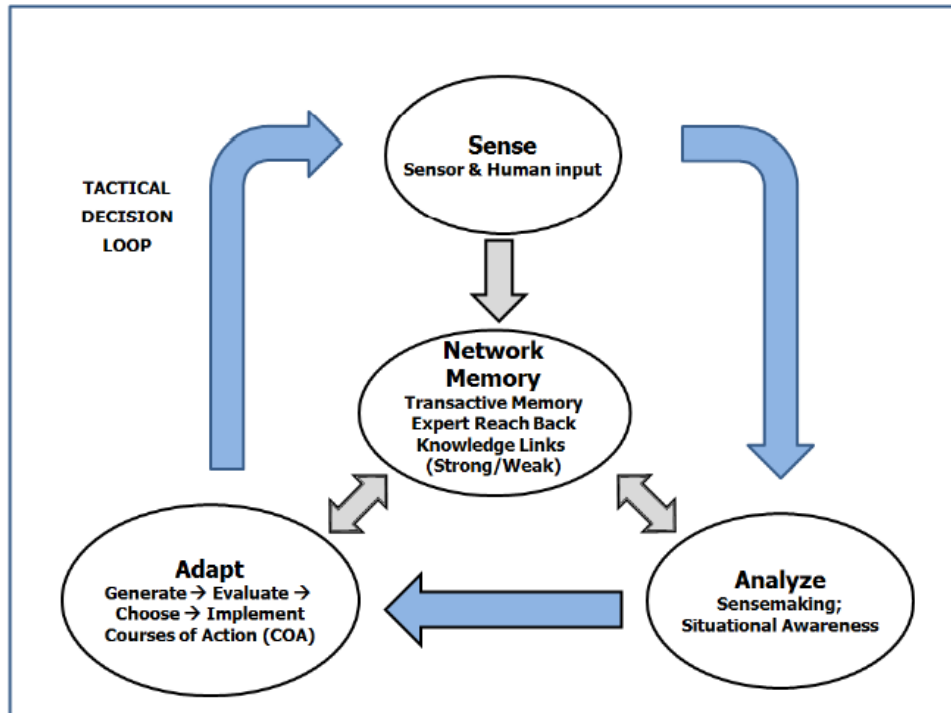 Sense
Sensor & Human input
TACTICAL
DECISION
LOOP
Network
Memory
Transactive Memory
Expert Reach Back
Knowledge Links
(Strong/Weak)
Adapt
Generate → Evaluate →
Choose → Implement
Courses of Action (COA)
Analyze
Sensemaking;
Situational Awareness